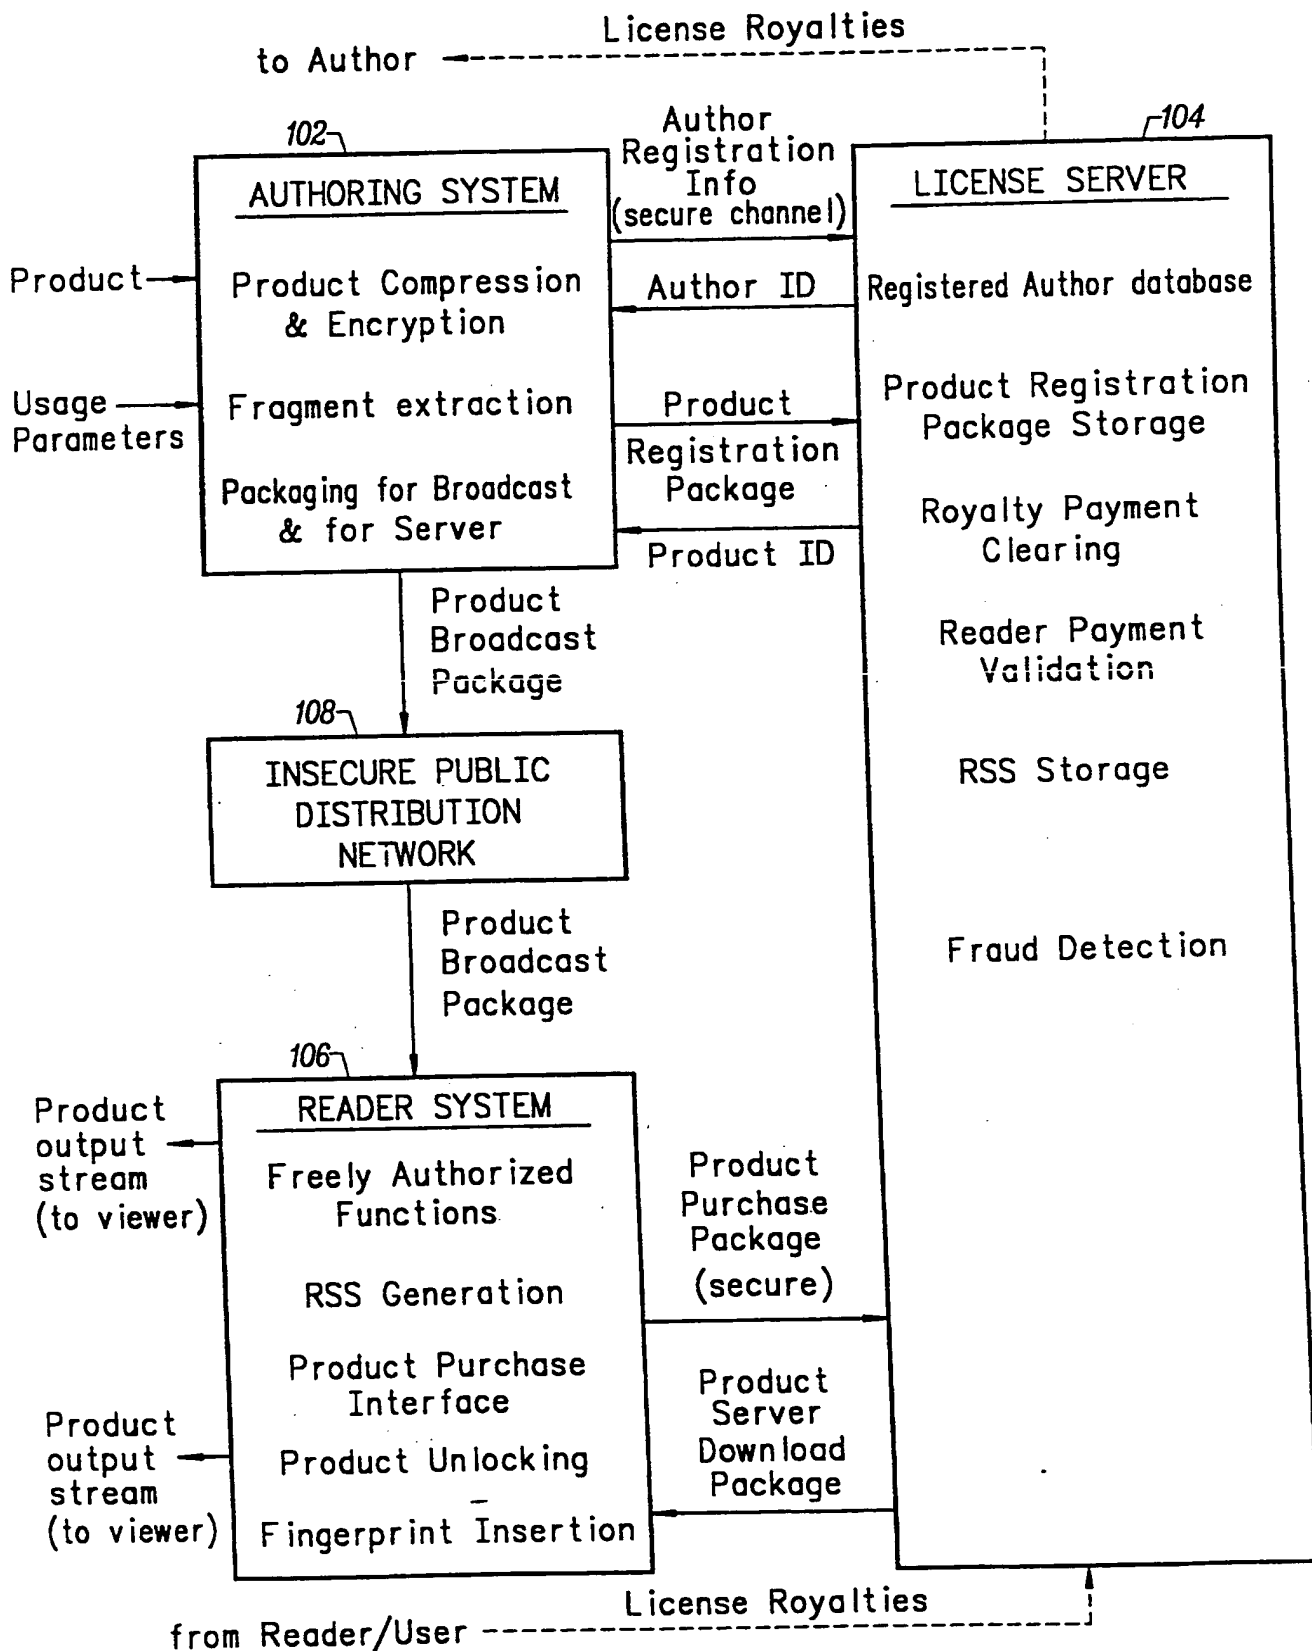 License Royalties
to Author
102
Author
Registration
Info
(secure channel)
104
AUTHORING SYSTEM
LICENSE SERVER
Product
Product Compression
& Encryption
Author ID
Registered Author database
Usage
Parameters
Fragment extraction
Product
Registration
Package
Product Registration
Package Storage
Packaging for Broadcast
& for Server
Product ID
Royalty Payment
Clearing
Product
Broadcast
Package
Reader Payment
Validation
108
INSECURE PUBLIC
DISTRIBUTION
NETWORK
RSS Storage
Product
Broadcast
Package
Fraud Detection
106
READER SYSTEM
Product
output
stream
(to viewer)
Freely Authorized
Functions
Product
Purchase
Package
(secure)
RSS Generation
Product Purchase
Interface
Product
Server
Download
Package
Product
output
stream
(to viewer)
Product Unlocking
Fingerprint Insertion
License Royalties
from Reader/User